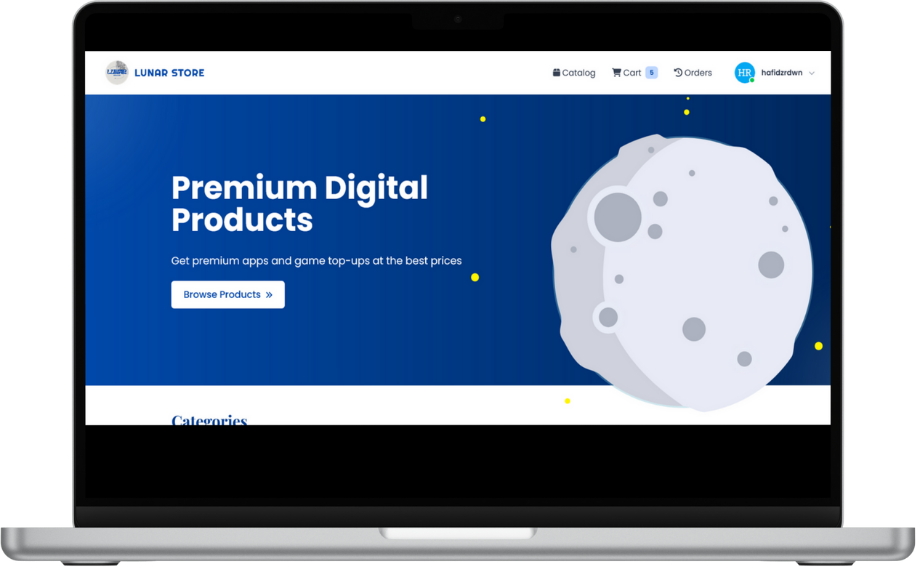 LUNAR STORE
Catalog
Cart 5
Orders
HR
hafidzrdwn
Premium Digital
Products
Get premium apps and game top-ups at the best prices
Browse Products »
Categories